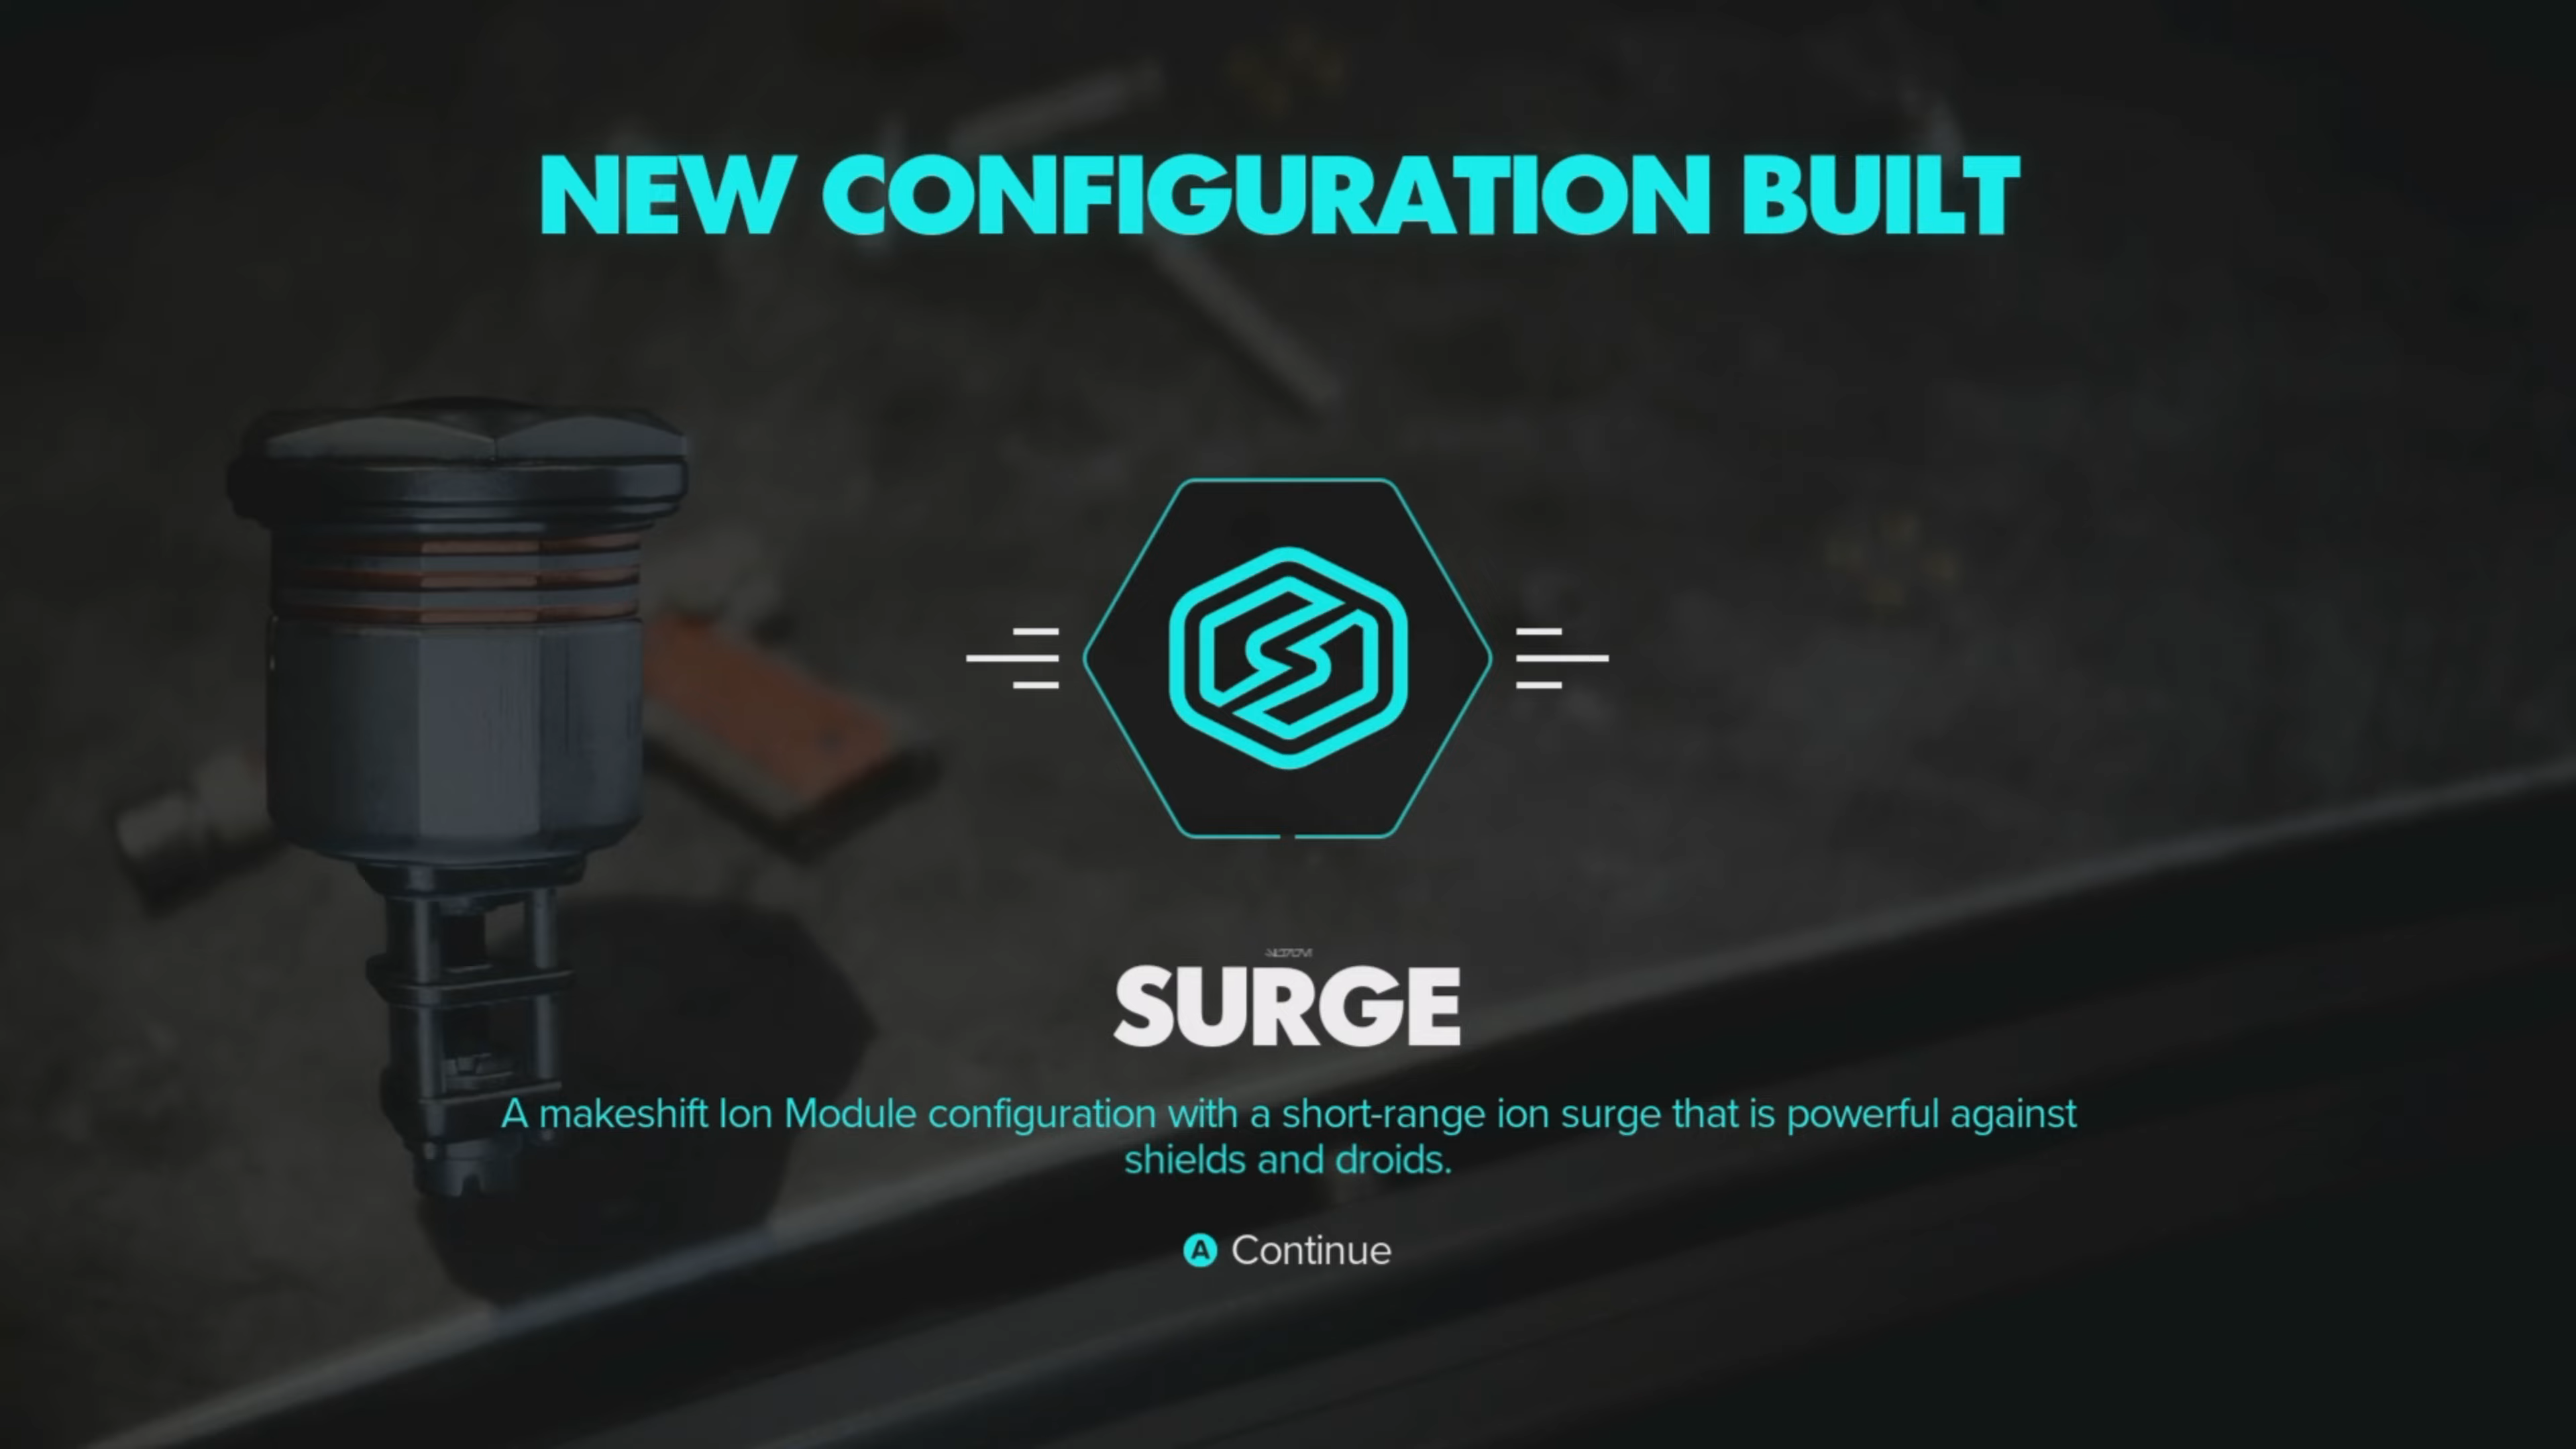 NEW CONFIGURATION BUILT
SURGE
A makeshift Ion Module configuration with a short-range ion surge that is powerful against
shields and droids.
A Continue